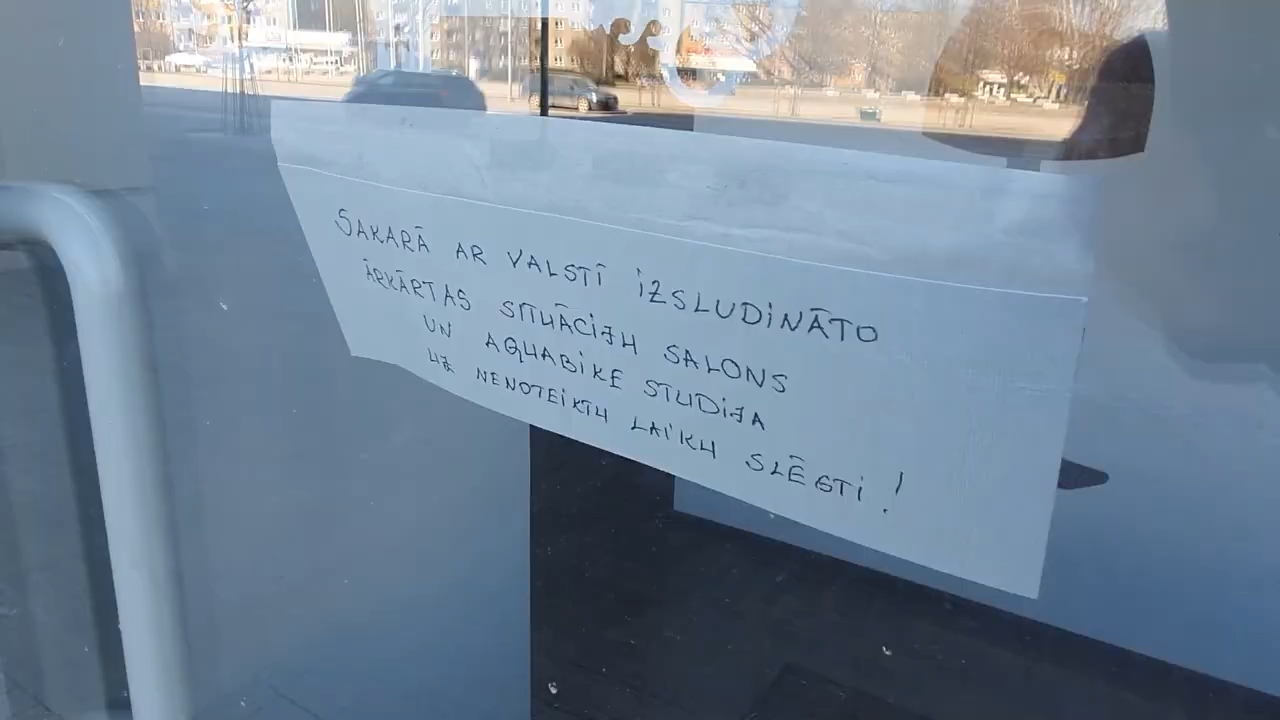 SAKARĀ AR VALSTĪ IZSLUDINĀTO
ĀRKĀRTAS SITUĀCIJU SALONS
UN AQUABIKE STUDIJA
UZ NENOTEIKTU LAIKU SLĒGTI !